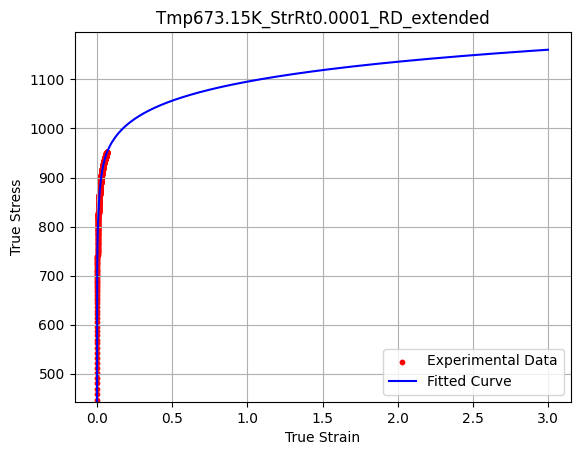 Tmp673.15K_StrRt0.0001_RD_extended
True Stress
1100
1000
900
800
700
600
500
Experimental Data
Fitted Curve
0.0 0.5 1.0 1.5 2.0 2.5 3.0
True Strain